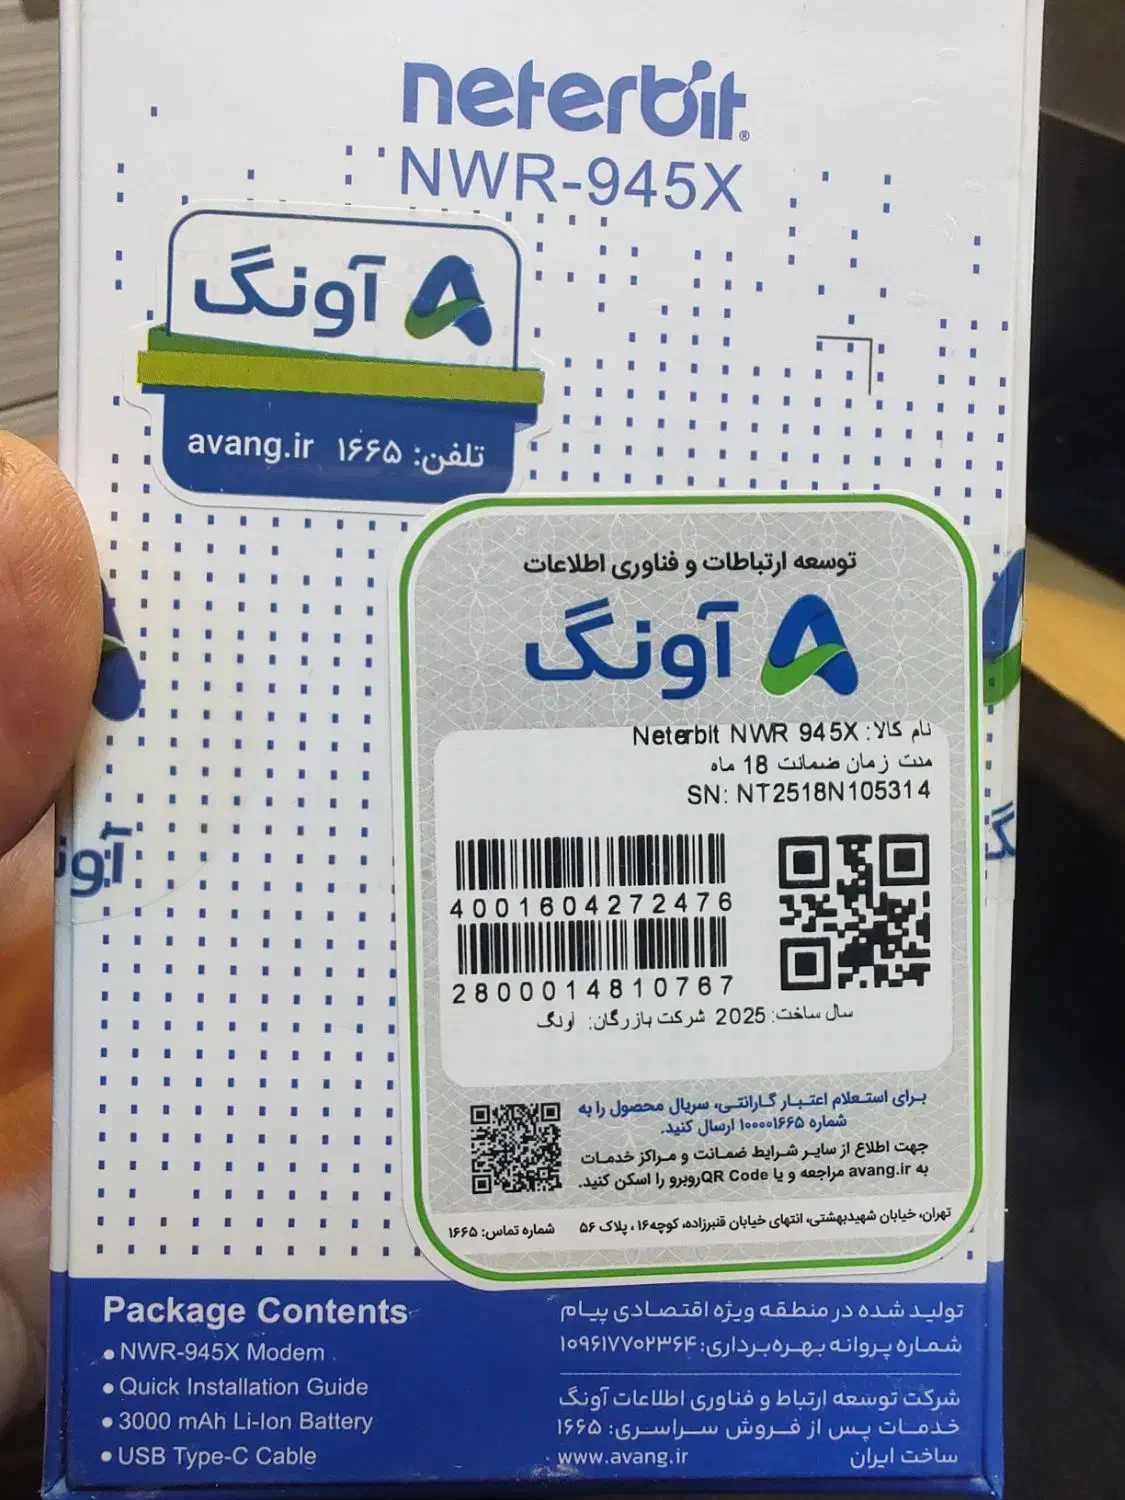 neterbit®
NWR-945X
آونگ
avang.ir تلفن: ۱۶۶۵
توسعه ارتباطات و فناوری اطلاعات
آونگ
نام کالا: Neterbit NWR 945X
مدت زمان ضمانت 18 ماه
SN: NT2518N105314
4001604272476
2800014810767
سال ساخت: 2025 شرکت بازرگان: آونگ
برای استعلام اعتبار گارانتی، سریال محصول را به
شماره ۱۰۰۰۰۱۶۶۵ ارسال کنید.
جهت اطلاع از سایر شرایط ضمانت و مراکز خدمات
به avang.ir مراجعه و یا QR Code روبرو را اسکن کنید.
تهران، خیابان شهیدبهشتی، انتهای خیابان قنبرزاده، کوچه۱۶، پلاک ۵۶ شماره تماس: ۱۶۶۵
آونگ
Package Contents
• NWR-945X Modem
• Quick Installation Guide
• 3000 mAh Li-Ion Battery
• USB Type-C Cable
تولید شده در منطقه ویژه اقتصادی پیام
شماره پروانه بهره‌برداری: ۱۰۹۶۱۷۷۰۲۳۶۴
شرکت توسعه ارتباط و فناوری اطلاعات آونگ
خدمات پس از فروش سراسری: ۱۶۶۵
ساخت ایران www.avang.ir